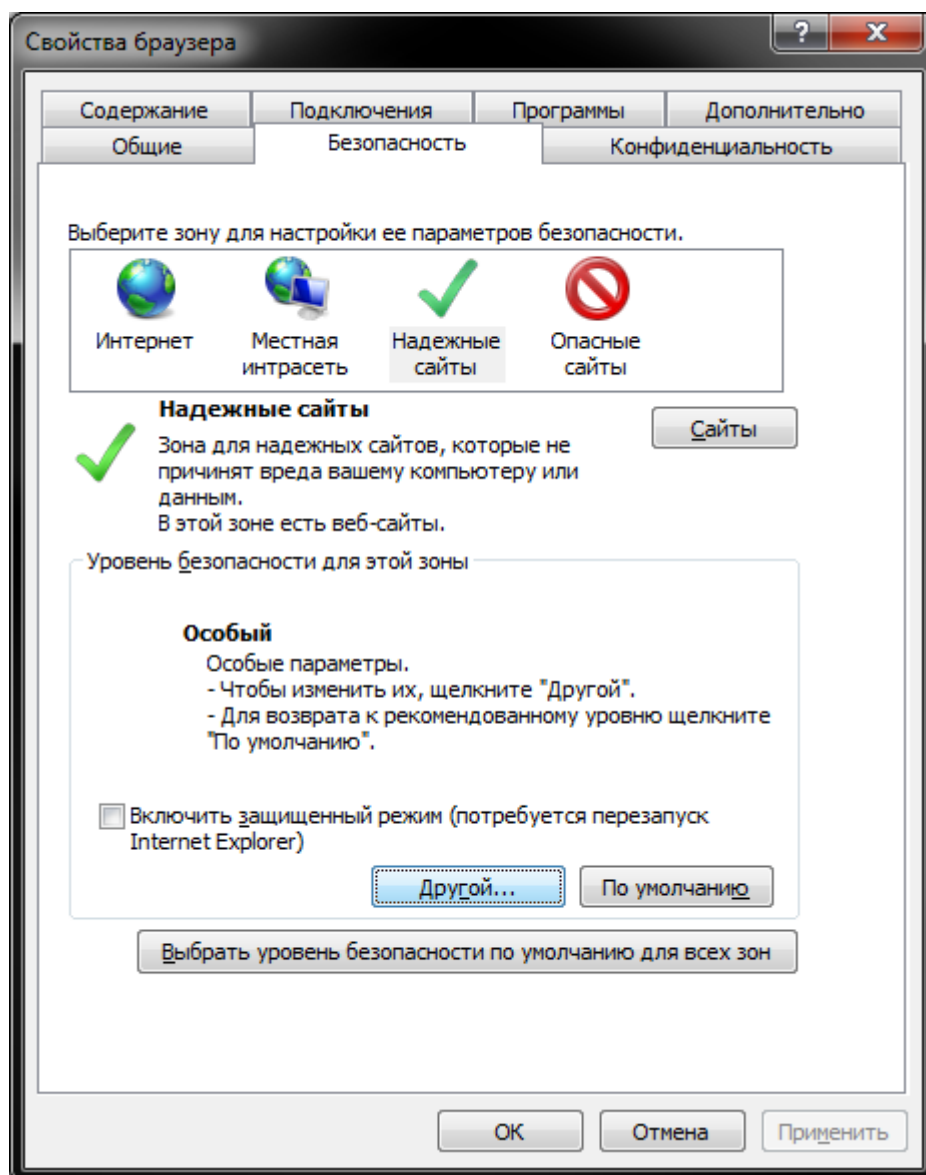 Свойства браузера
?
Содержание Подключения Программы Дополнительно
Общие Безопасность Конфиденциальность
Выберите зону для настройки ее параметров безопасности.
Интернет Местная интрасеть Надежные сайты Опасные сайты
Надежные сайты
Сайты
Зона для надежных сайтов, которые не
причинят вреда вашему компьютеру или
данным.
В этой зоне есть веб-сайты.
Уровень безопасности для этой зоны
Особый
Особые параметры.
- Чтобы изменить их, щелкните "Другой".
- Для возврата к рекомендованному уровню щелкните
"По умолчанию".
Включить защищенный режим (потребуется перезапуск
Internet Explorer)
Другой... По умолчанию
Выбрать уровень безопасности по умолчанию для всех зон
OK Отмена Применить